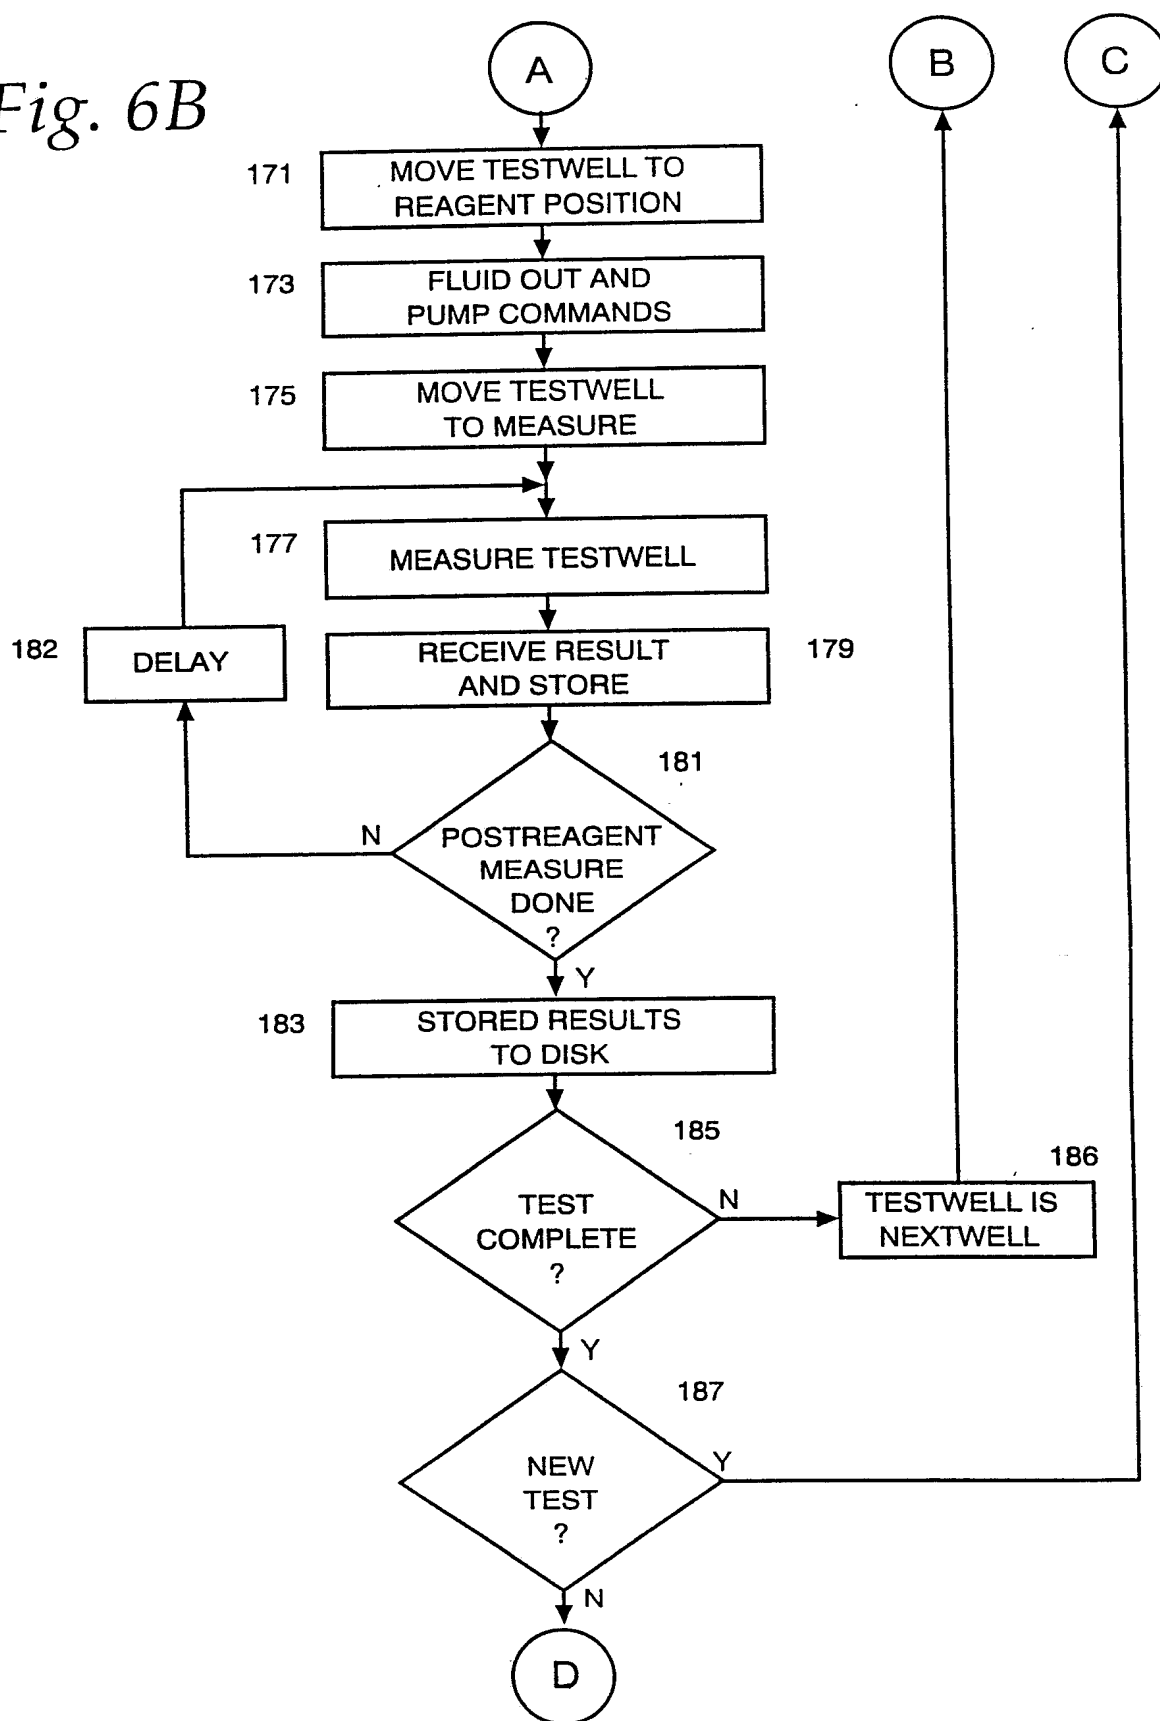 A
B
C
Fig. 6B
171
MOVE TESTWELL TO
REAGENT POSITION
173
FLUID OUT AND
PUMP COMMANDS
175
MOVE TESTWELL
TO MEASURE
177
MEASURE TESTWELL
182
DELAY
RECEIVE RESULT
AND STORE
179
181
N
POSTREAGENT
MEASURE
DONE
?
Y
183
STORED RESULTS
TO DISK
185
TEST
COMPLETE
?
N
186
TESTWELL IS
NEXTWELL
Y
187
NEW
TEST
?
Y
N
D